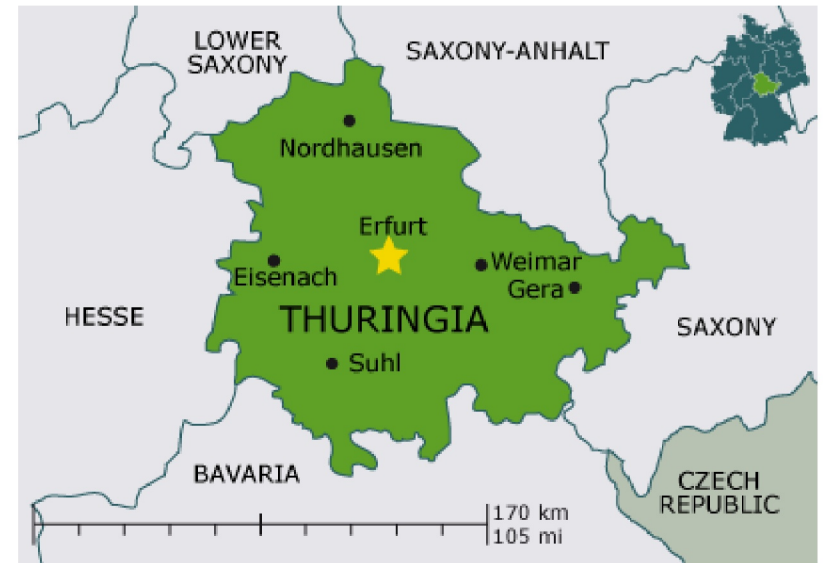 LOWER
SAXONY
SAXONY-ANHALT
Nordhausen
Erfurt
Weimar
Eisenach
Gera
HESSE
THURINGIA
SAXONY
Suhl
BAVARIA
CZECH
REPUBLIC
170 km
105 mi